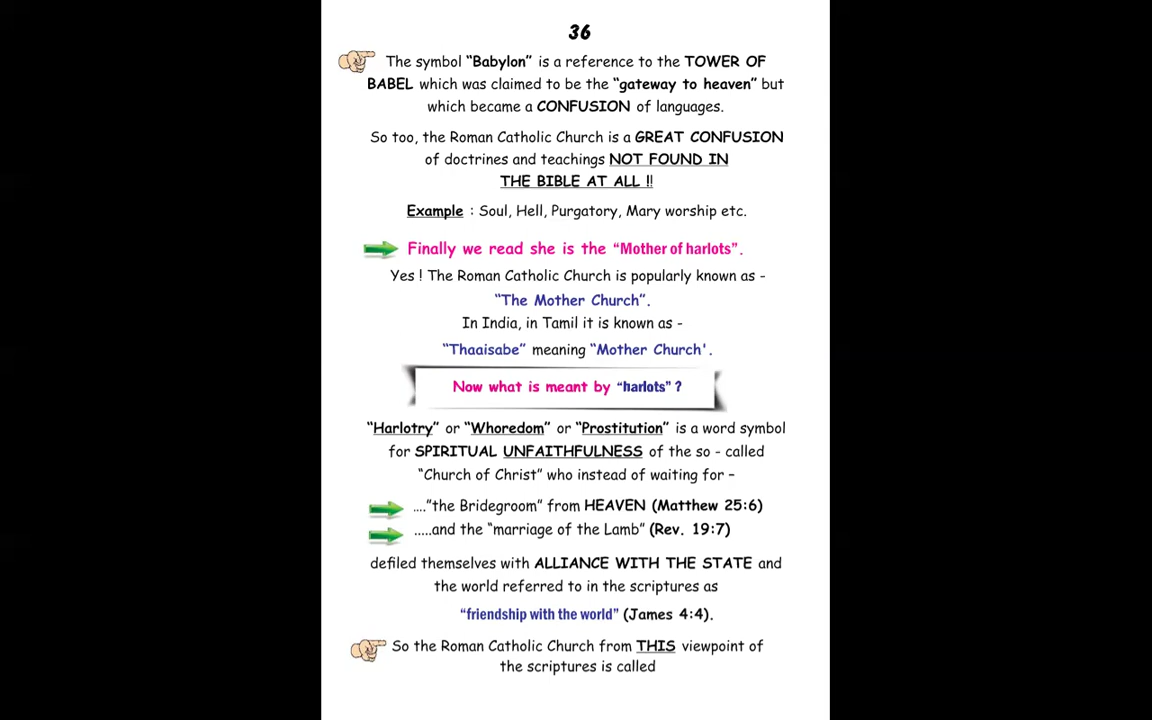 36
The symbol “Babylon” is a reference to the TOWER OF
BABEL which was claimed to be the “gateway to heaven” but
which became a CONFUSION of languages.
So too, the Roman Catholic Church is a GREAT CONFUSION
of doctrines and teachings NOT FOUND IN
THE BIBLE AT ALL !!
Example : Soul, Hell, Purgatory, Mary worship etc.
Finally we read she is the “Mother of harlots”.
Yes ! The Roman Catholic Church is popularly known as -
“The Mother Church”.
In India, in Tamil it is known as -
“Thaaisabe” meaning “Mother Church'.
Now what is meant by “harlots” ?
“Harlotry” or “Whoredom” or “Prostitution” is a word symbol
for SPIRITUAL UNFAITHFULNESS of the so - called
“Church of Christ” who instead of waiting for –
....”the Bridegroom” from HEAVEN (Matthew 25:6)
.....and the “marriage of the Lamb” (Rev. 19:7)
defiled themselves with ALLIANCE WITH THE STATE and
the world referred to in the scriptures as
“friendship with the world” (James 4:4).
So the Roman Catholic Church from THIS viewpoint of
the scriptures is called